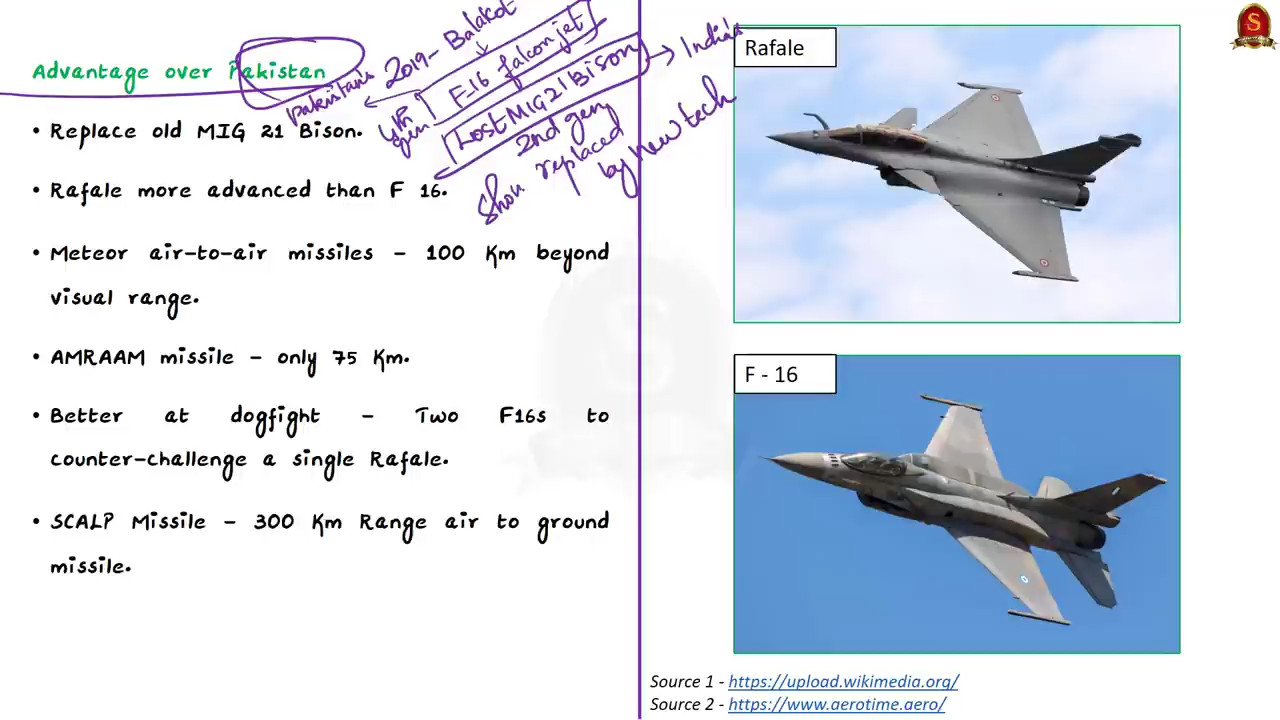 Advantage over Pakistan
• Replace old MIG 21 Bison.
• Rafale more advanced than F 16.
• Meteor air-to-air missiles – 100 Km beyond
visual range.
• AMRAAM missile – only 75 Km.
• Better at dogfight – Two F16s to
counter-challenge a single Rafale.
• SCALP Missile – 300 Km Range air to ground
missile.
2019- Balakot
Pakistan's
F-16 falcon jet
4th
gen
Lost MIG 21 Bison
India's
2nd gen
replaced
by New tech
Rafale
F - 16
Source 1 - https://upload.wikimedia.org/
Source 2 - https://www.aerotime.aero/
S